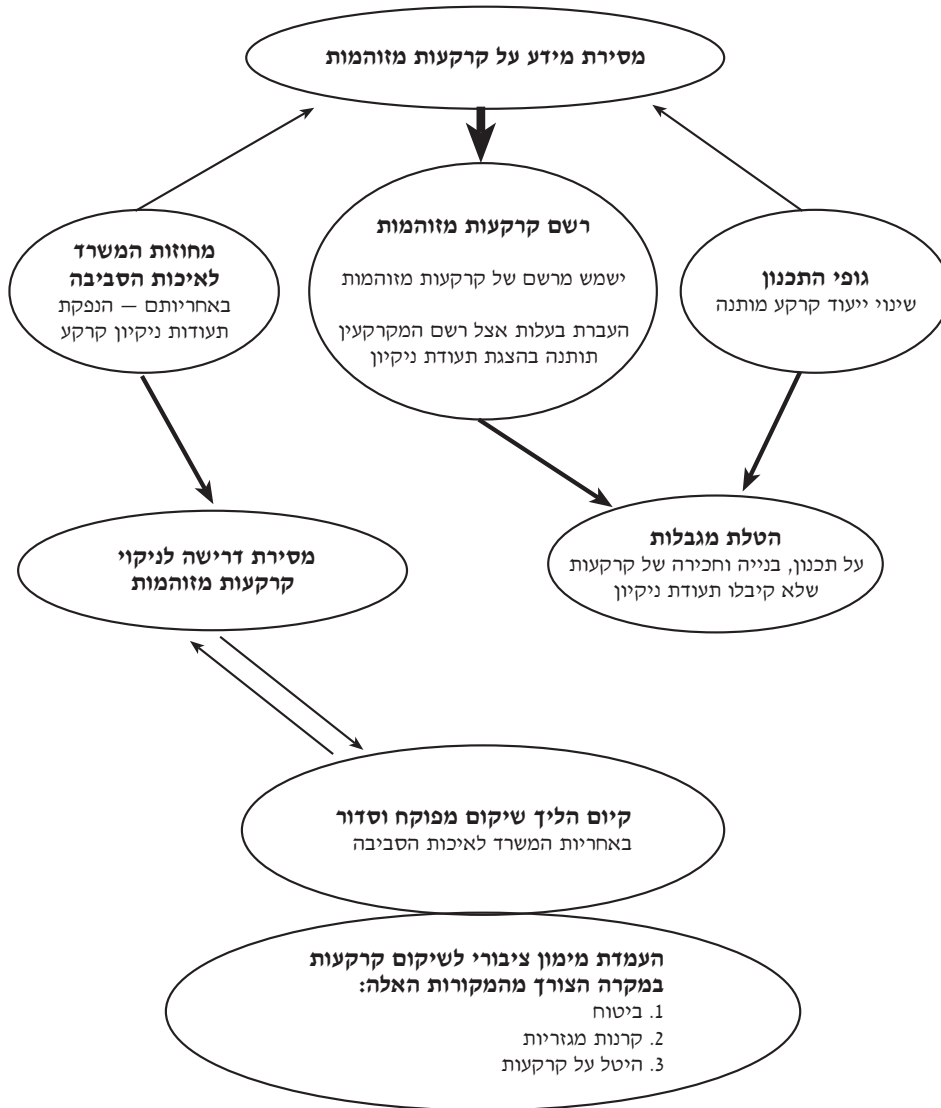 מסירת מידע על קרקעות מזוהמות
מחוזות המשרד
לאיכות הסביבה
באחריותם – הנפקת
תעודות ניקיון קרקע
רשם קרקעות מזוהמות
ישמש מרשם של קרקעות מזוהמות
העברת בעלות אצל רשם המקרקעין
תותנה בהצגת תעודת ניקיון
גופי התכנון
שינוי ייעוד קרקע מותנה
מסירת דרישה לניקוי
קרקעות מזוהמות
הטלת מגבלות
על תכנון, בנייה וחכירה של קרקעות
שלא קיבלו תעודת ניקיון
קיום הליך שיקום מפוקח וסדור
באחריות המשרד לאיכות הסביבה
העמדת מימון ציבורי לשיקום קרקעות
במקרה הצורך מהמקורות האלה:
1. ביטוח
2. קרנות מגזריות
3. היטל על קרקעות